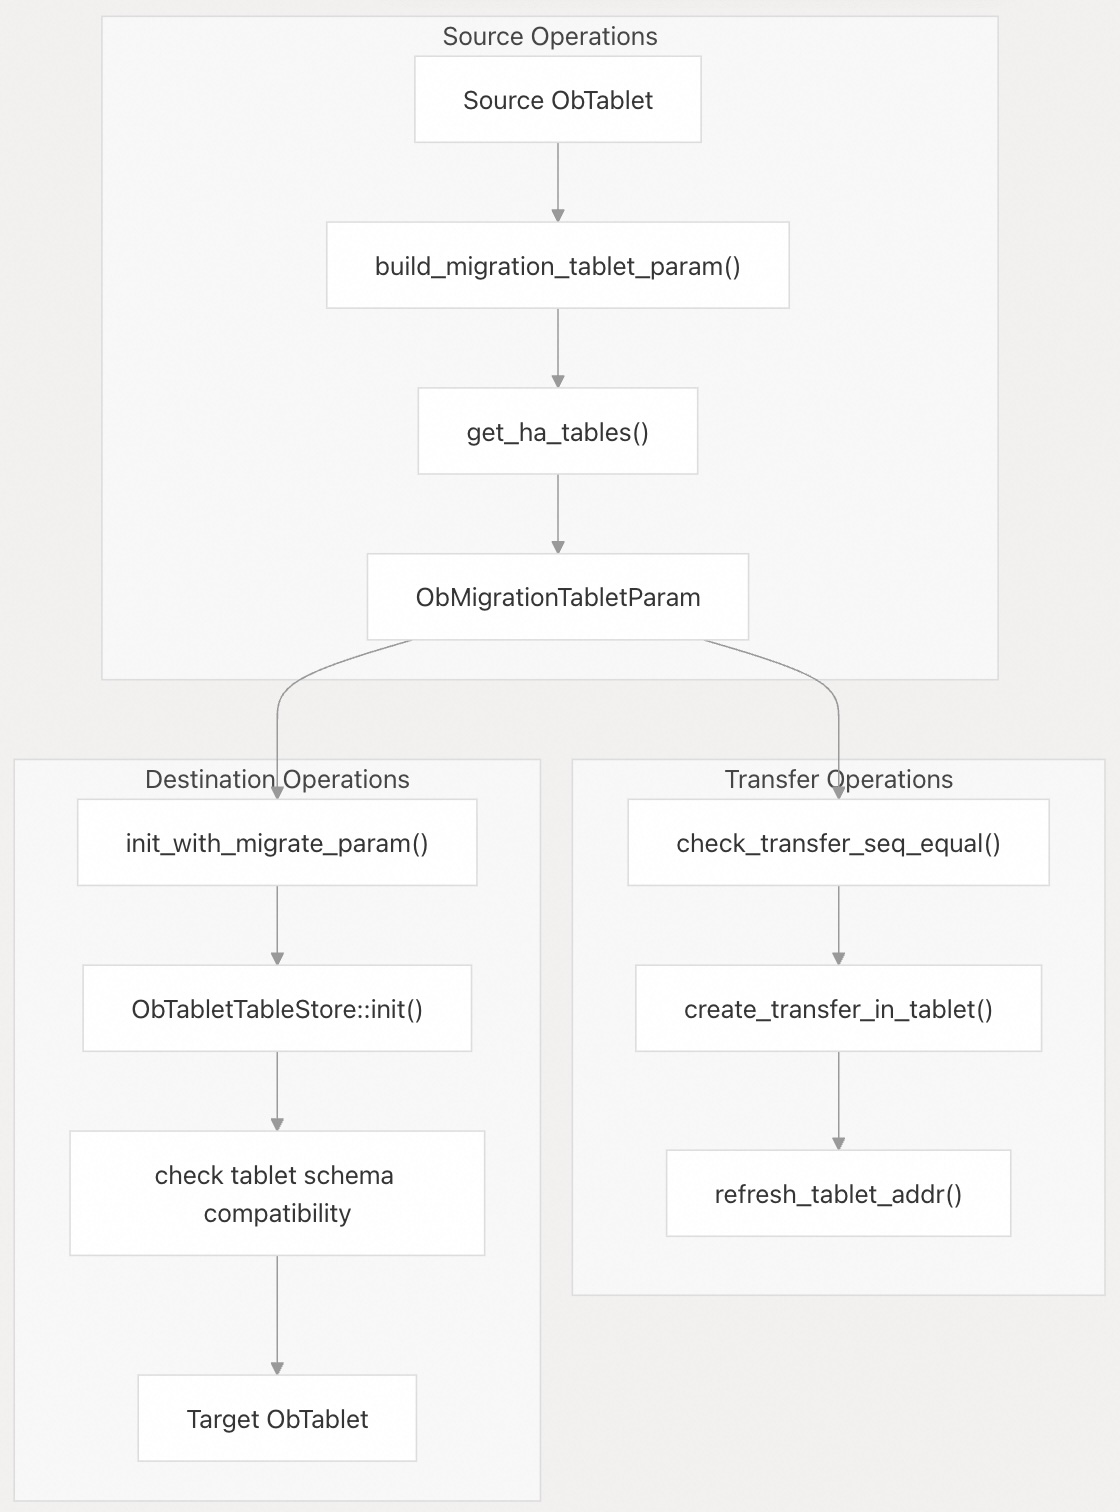 Source Operations
Source ObTablet
build_migration_tablet_param()
get_ha_tables()
ObMigrationTabletParam
Destination Operations
init_with_migrate_param()
ObTabletTableStore::init()
check tablet schema
compatibility
Target ObTablet
Transfer Operations
check_transfer_seq_equal()
create_transfer_in_tablet()
refresh_tablet_addr()